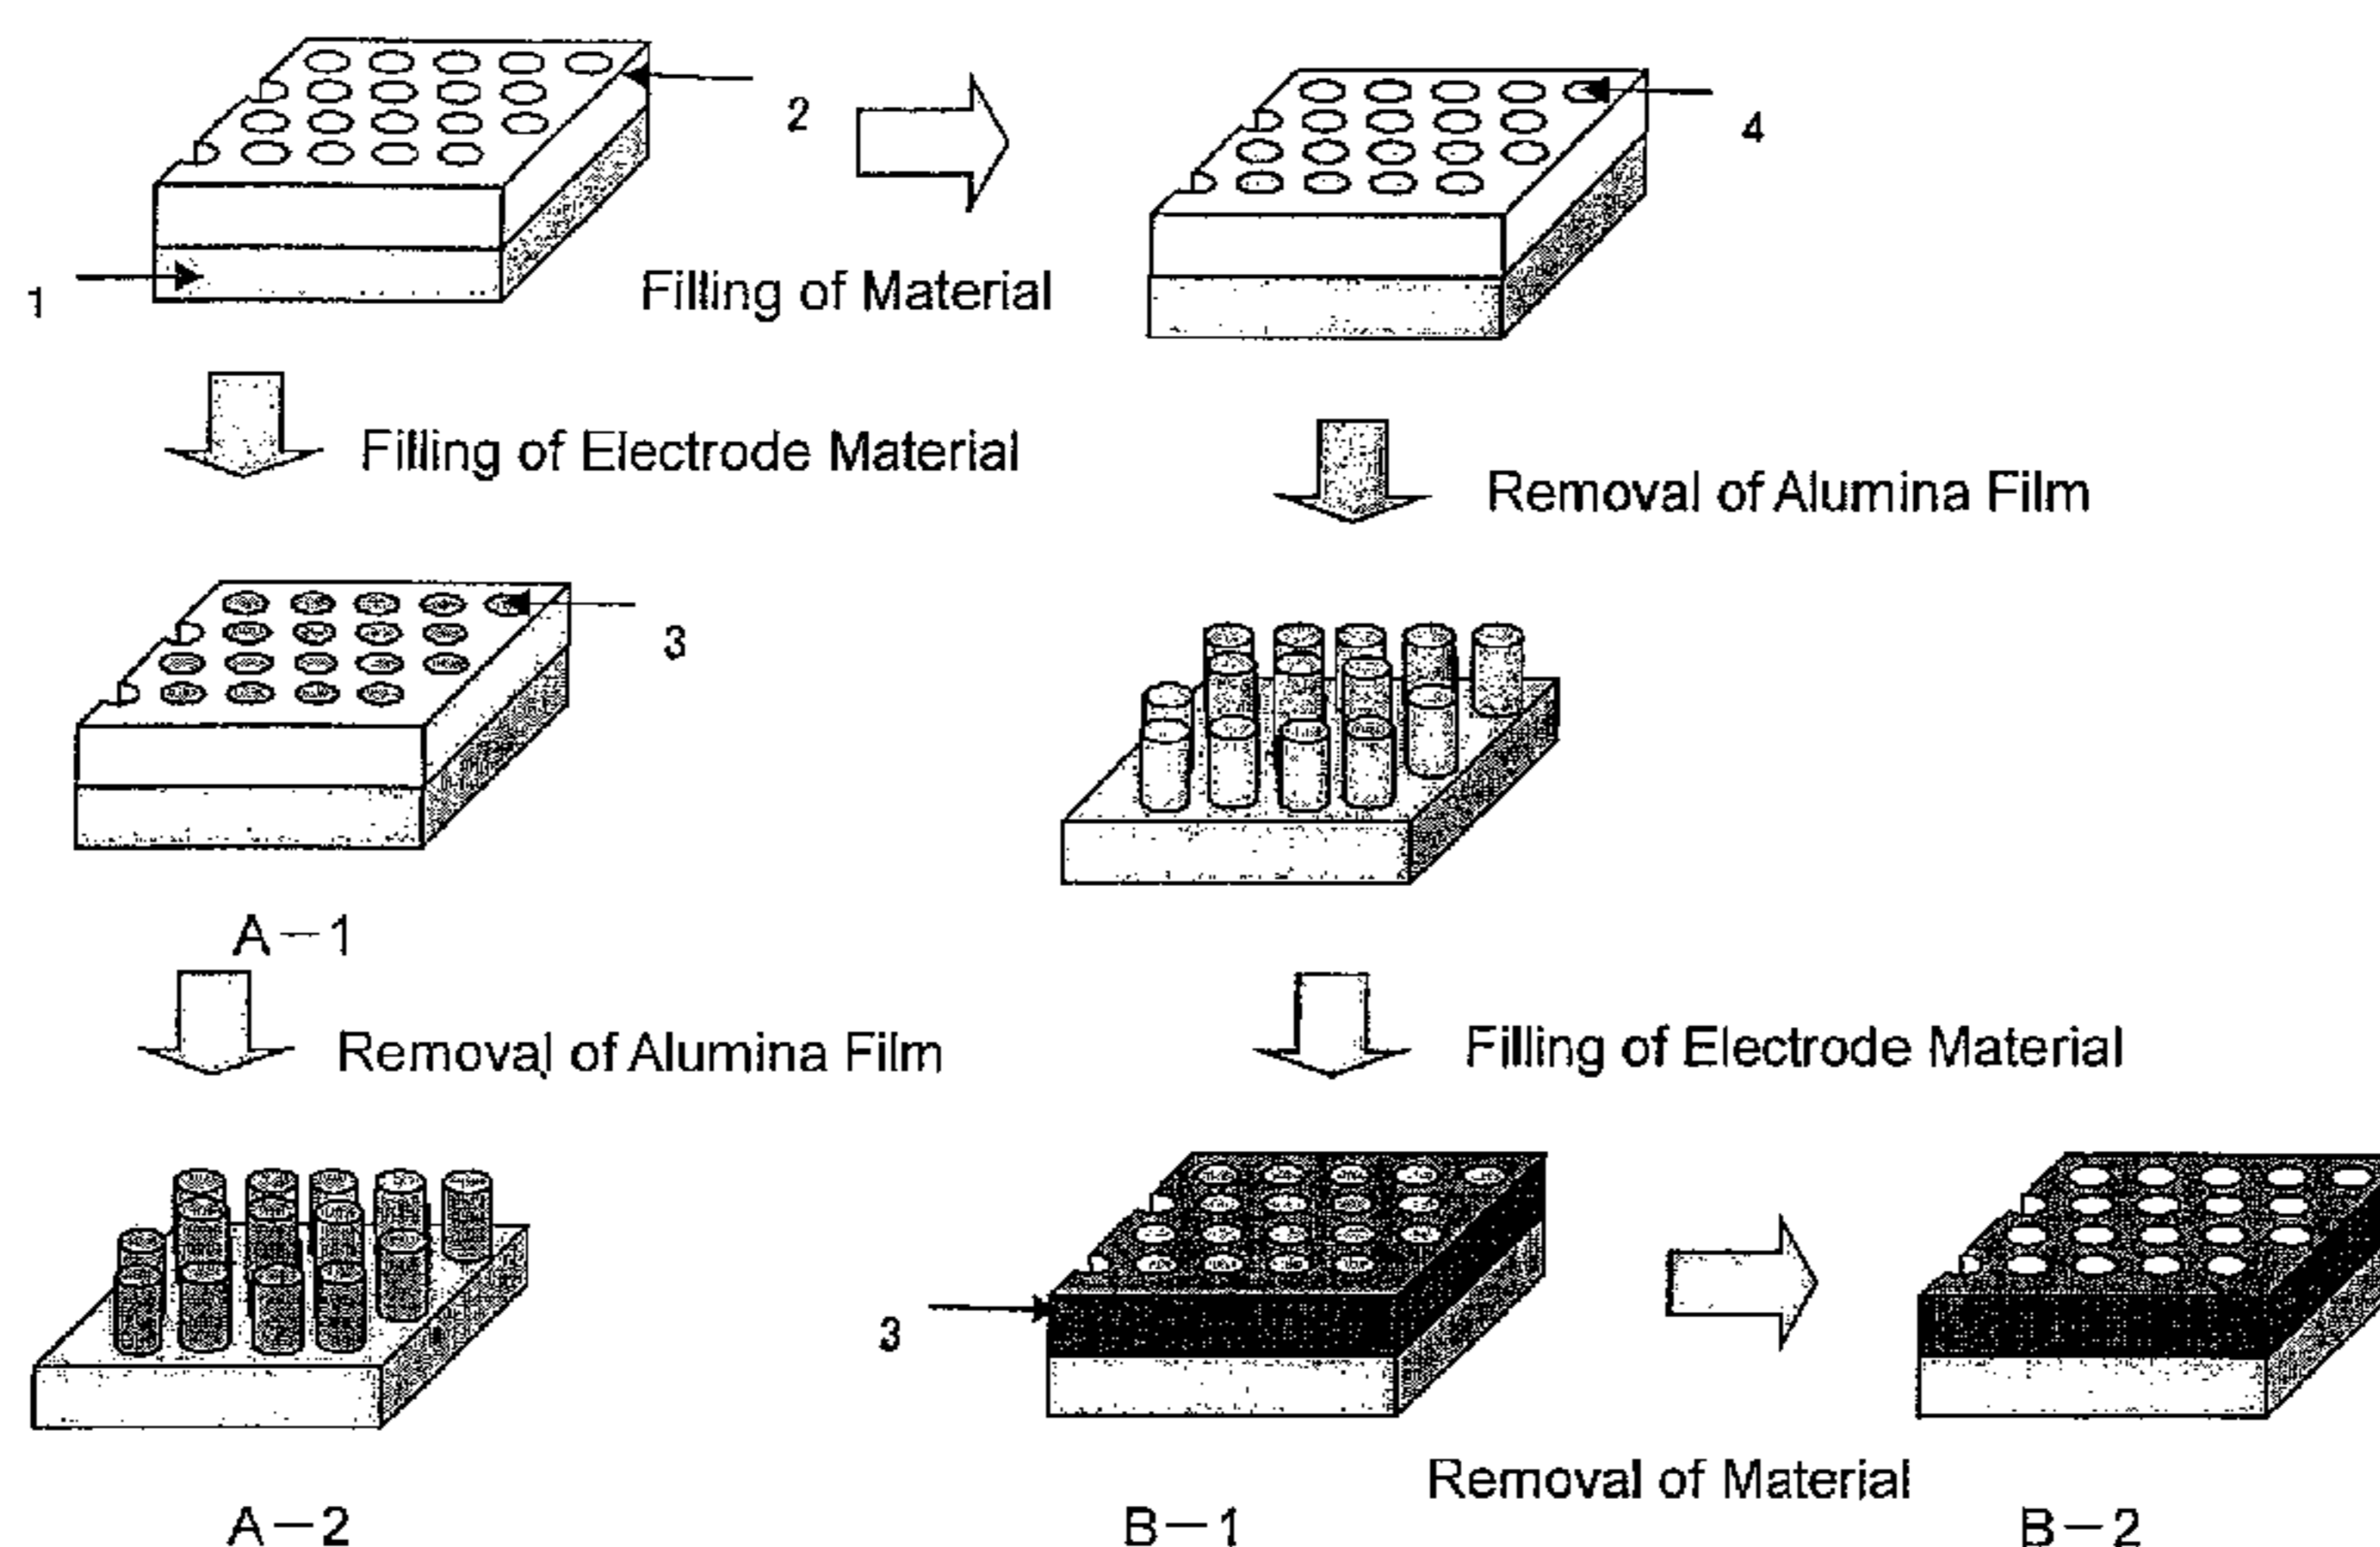 2
4
1
Filling of Material
Filling of Electrode Material
Removal of Alumina Film
3
A-1
Removal of Alumina Film
Filling of Electrode Material
3
Removal of Material
A-2
B-1
B-2